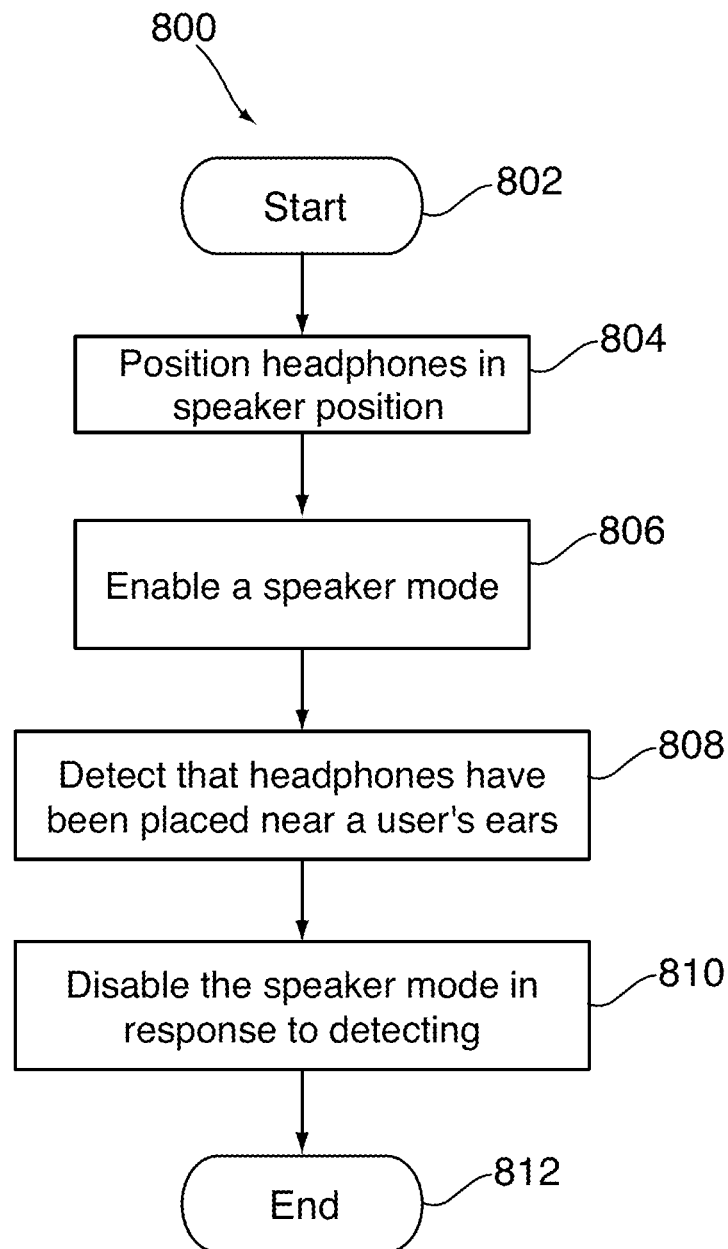 800
Start
802
Position headphones in
speaker position
804
Enable a speaker mode
806
Detect that headphones have
been placed near a user's ears
808
Disable the speaker mode in
response to detecting
810
End
812